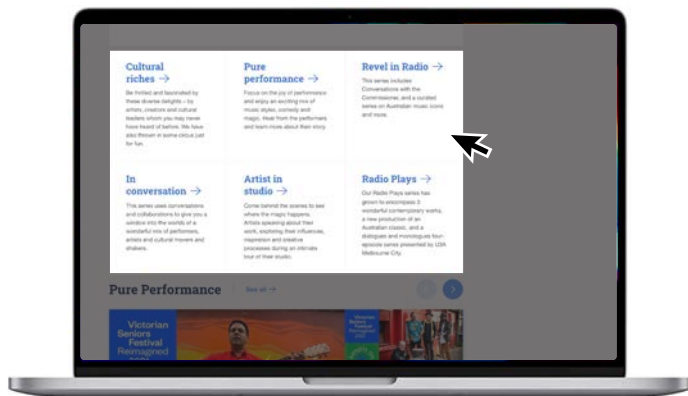 Cultural
riches →
Be thrilled and fascinated by
these diverse delights – by
artists, creators and cultural
leaders whom you may never
have heard of before. We have
also thrown in some circus just
for fun.
Pure
performance →
Focus on the joy of performance
and enjoy an exciting mix of
music styles, comedy and
magic. Hear from the performers
and learn more about their story.
Revel in Radio →
This series includes
Conversations with the
Commissioner, and a curated
series on Australian music icons
and more.
In
conversation →
This series uses conversations
and collaborations to give you a
window into the worlds of a
wonderful mix of performers,
artists and cultural movers and
shakers.
Artist in
studio →
Come behind the scenes to see
where the magic happens.
Artists speaking about their
work, exploring their influences,
inspiration and creative
processes during an intimate
tour of their studio.
Radio Plays →
Our Radio Plays series has
grown to encompass 3
wonderful contemporary works,
a new production of an
Australian classic, and a
dialogues and monologues four-
episode series presented by U3A
Melbourne City.
Pure Performance
See all →
Victorian
Seniors
Festival
Reimagined
2021
Victorian
Seniors
Festival
Reimagined
2021